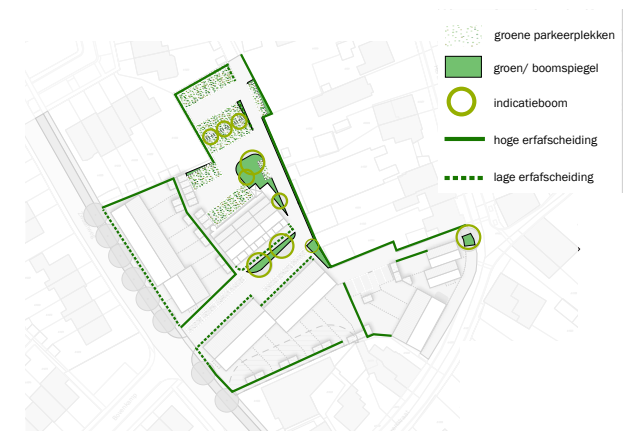 groene parkeerplekken
groen/ boomspiegel
indicatieboom
hoge erfafscheiding
lage erfafscheiding